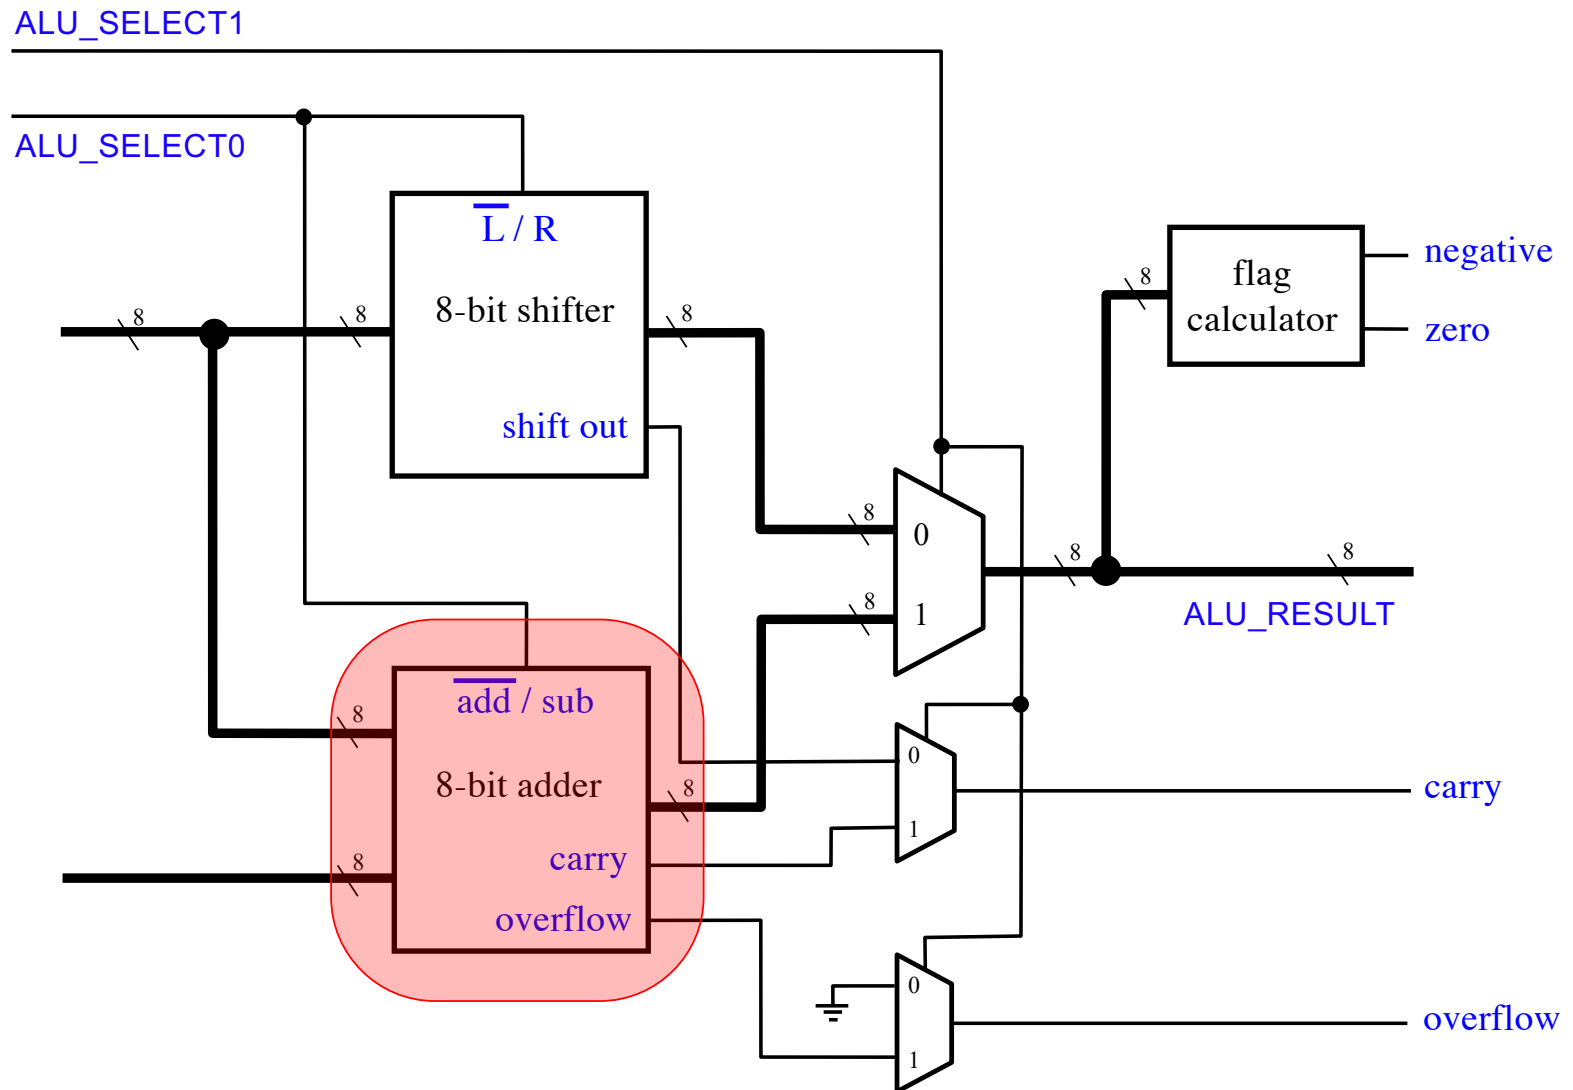 ALU_SELECT1
ALU_SELECT0
L / R
8-bit shifter
shift out
8
8
8
8
negative
flag
calculator
zero
8
0
8
1
8
8
ALU_RESULT
add / sub
8
8-bit adder
8
carry
8
overflow
0
1
carry
0
1
overflow